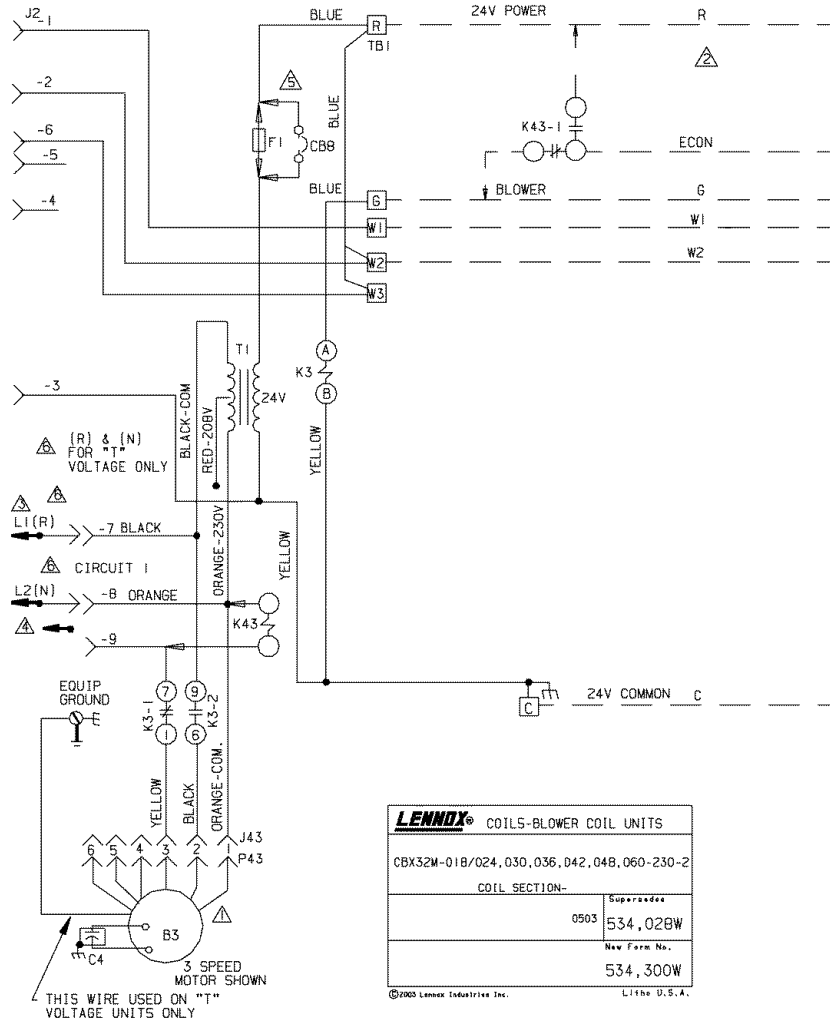 J2 -1
BLUE
R
24V POWER
R
TB1
2
5
-2
BLUE
-6
F1
CB8
K43-1
-5
ECON
BLUE
G
BLOWER
G
-4
W1
W1
W2
W2
W3
T1
A
K3
B
-3
24V
BLACK-COM
RED-208V
YELLOW
6
(R) & (N)
FOR "T"
VOLTAGE ONLY
3
6
L1(R)
-7 BLACK
ORANGE-230V
YELLOW
6
CIRCUIT 1
L2(N)
-8 ORANGE
K43
4
-9
EQUIP
GROUND
7
9
K3-1
K3-2
1
6
24V COMMON C
C
YELLOW
BLACK
ORANGE-COM.
J43
6 5 4 3 2 1
P43
B3
1
C4
3 SPEED
MOTOR SHOWN
THIS WIRE USED ON "T"
VOLTAGE UNITS ONLY
LENNOX® COILS-BLOWER COIL UNITS
CBX32M-018/024,030,036,042,048,060-230-2
COIL SECTION-
Supersedes
0503 534,028W
New Form No.
534,300W
©2003 Lennox Industries Inc.
Litho U.S.A.